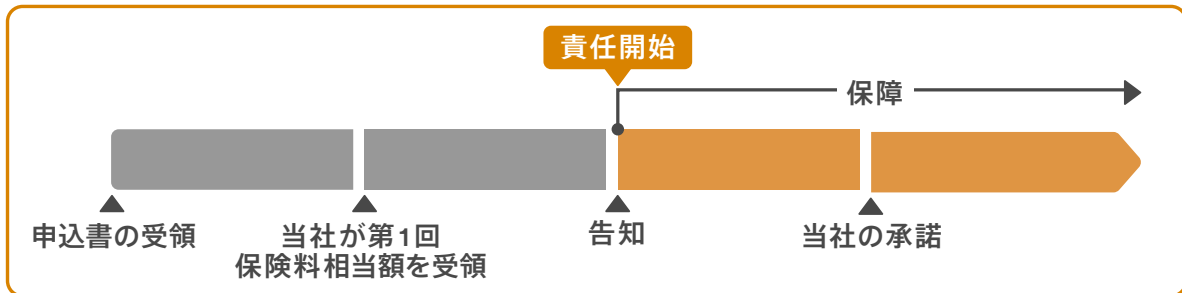 責任開始
保障
申込書の受領
当社が第1回
保険料相当額を受領
告知
当社の承諾